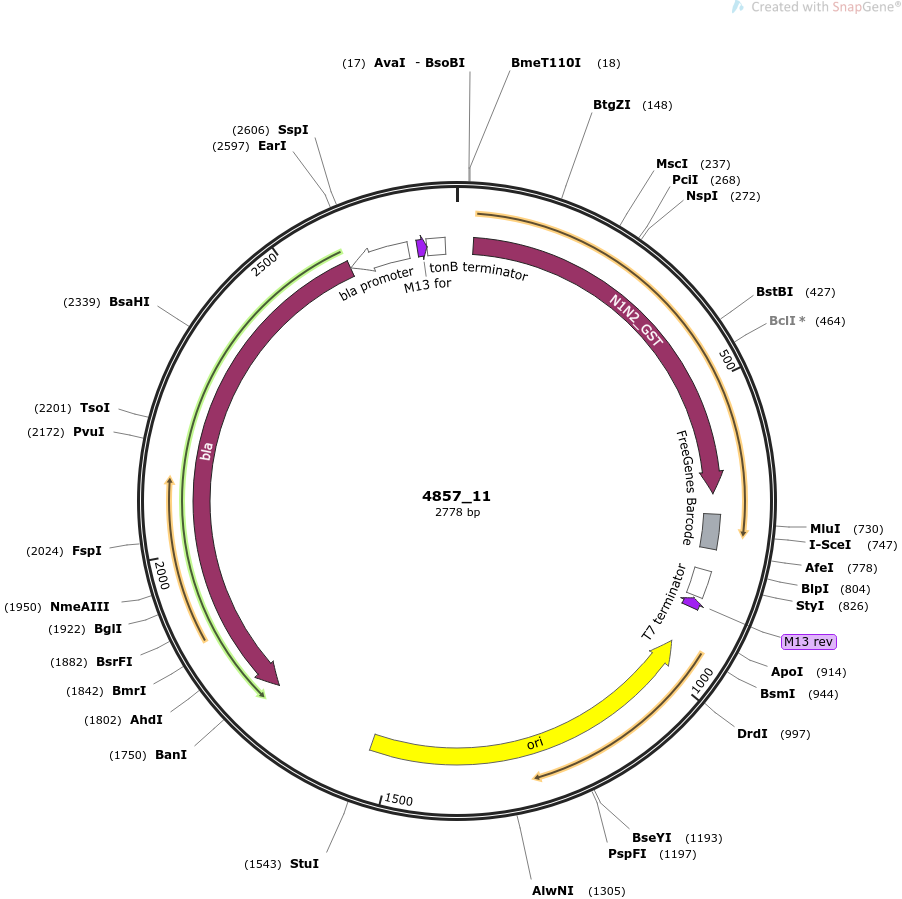 Created with SnapGene®
(17) AvaI - BsoBI
BmeT110I (18)
BtgZI (148)
(2606) SspI
(2597) EarI
MscI (237)
PciI (268)
NspI (272)
2500
bla promoter
M13 for
tonB terminator
N1N2_GST
(2339) BsaHI
BstBI (427)
BclI * (464)
500
(2201) TsoI
(2172) PvuI
bla
FreeGenes Barcode
4857_11
2778 bp
MluI (730)
I-SceI (747)
(2024) FspI
2000
AfeI (778)
BlpI (804)
StyI (826)
T7 terminator
(1950) NmeAIII
(1922) BglI
M13 rev
(1882) BsrFI
ApoI (914)
(1842) BmrI
BsmI (944)
1000
(1802) AhdI
DrdI (997)
ori
(1750) BanI
1500
BseYI (1193)
PspFI (1197)
(1543) StuI
AlwNI (1305)